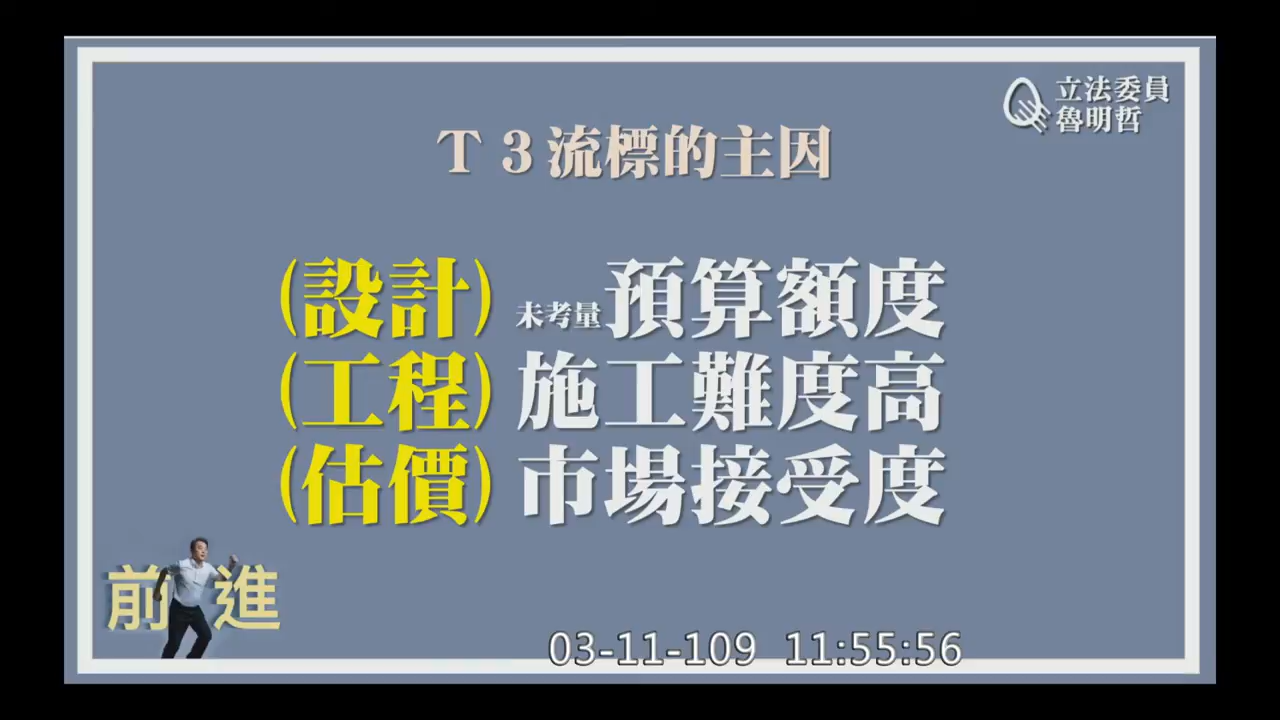 立法委員
魯明哲
T 3 流標的主因
(設計) 未考量預算額度
(工程) 施工難度高
(估價) 市場接受度
前進
03-11-109 11:55:56